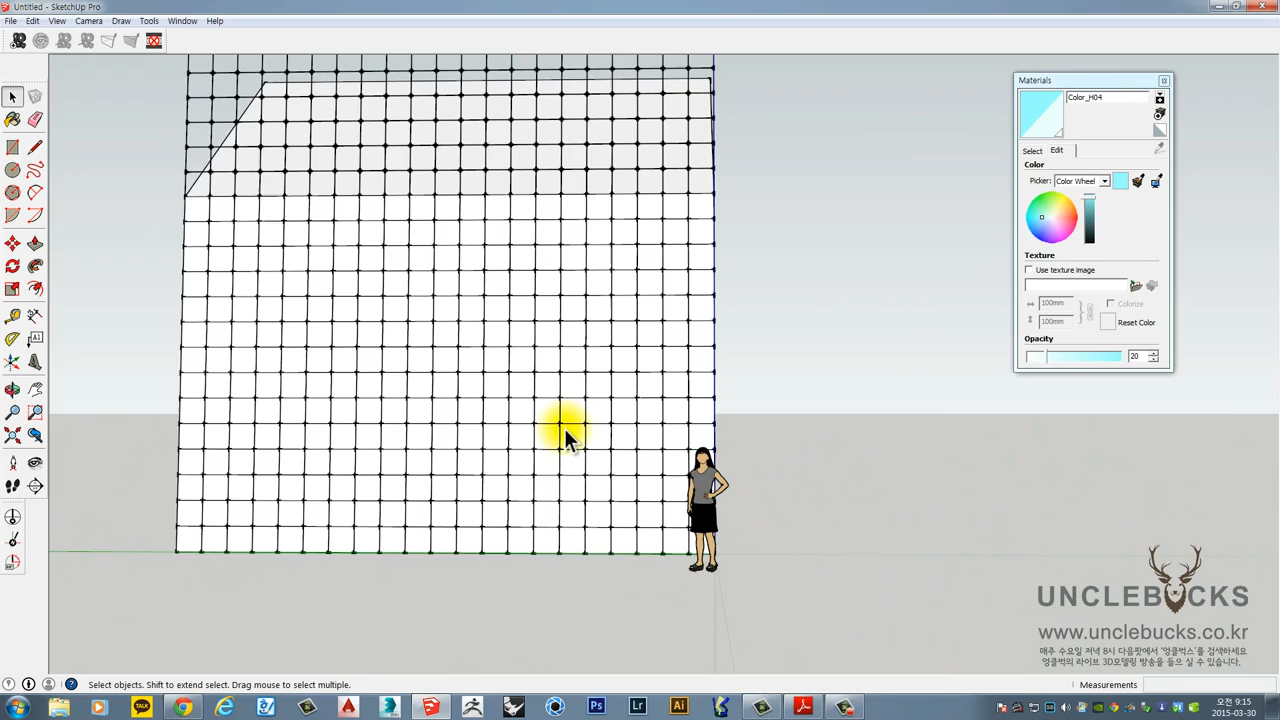 Untitled - SketchUp Pro
File Edit View Camera Draw Tools Window Help
Materials
Color_H04
Select Edit
Color
Picker: Color Wheel
Texture
Use texture image
100mm
Colorize
100mm
Reset Color
Opacity
20
UNCLEBUCKS
www.unclebucks.co.kr
매주 수요일 저녁 8시 다음팟에서 '엉클벅스'를 검색하세요
엉클벅의 라이브 3D모델링 방송을 들으 실 수 있습니다.
Select objects. Shift to extend select. Drag mouse to select multiple.
Measurements
TALK
Ps
Lr
Ai
오전 9:15
2015-03-30